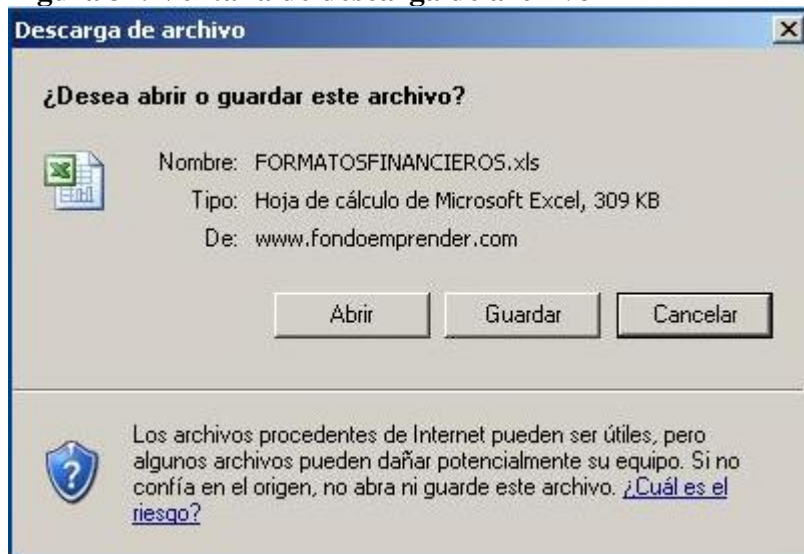 Descarga de archivo
¿Desea abrir o guardar este archivo?
Nombre: FORMATOSFINANCIEROS.xls
Tipo: Hoja de cálculo de Microsoft Excel, 309 KB
De: www.fondoemprender.com
Abrir Guardar Cancelar
Los archivos procedentes de Internet pueden ser útiles, pero
algunos archivos pueden dañar potencialmente su equipo. Si no
confía en el origen, no abra ni guarde este archivo. ¿Cuál es el
riesgo?